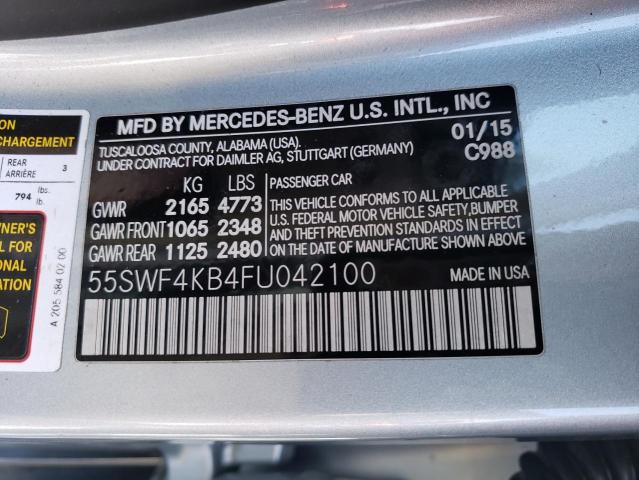 MFD BY MERCEDES-BENZ U.S. INTL., INC
TUSCALOOSA COUNTY, ALABAMA (USA). 01/15
UNDER CONTRACT FOR DAIMLER AG, STUTTGART (GERMANY) C988
KG LBS PASSENGER CAR
GVWR 2165 4773
GAWR FRONT 1065 2348
GAWR REAR 1125 2480
THIS VEHICLE CONFORMS TO ALL APPLICABLE
U.S. FEDERAL MOTOR VEHICLE SAFETY, BUMPER
AND THEFT PREVENTION STANDARDS IN EFFECT
ON THE DATE OF MANUFACTURE SHOWN ABOVE.
55SWF4KB4FU042100 MADE IN USA
ON
CHARGEMENT
REAR 3
ARRIÈRE
794 lbs.
lb.
WNER'S
L FOR
ONAL
ATION
A 205 584 02 00